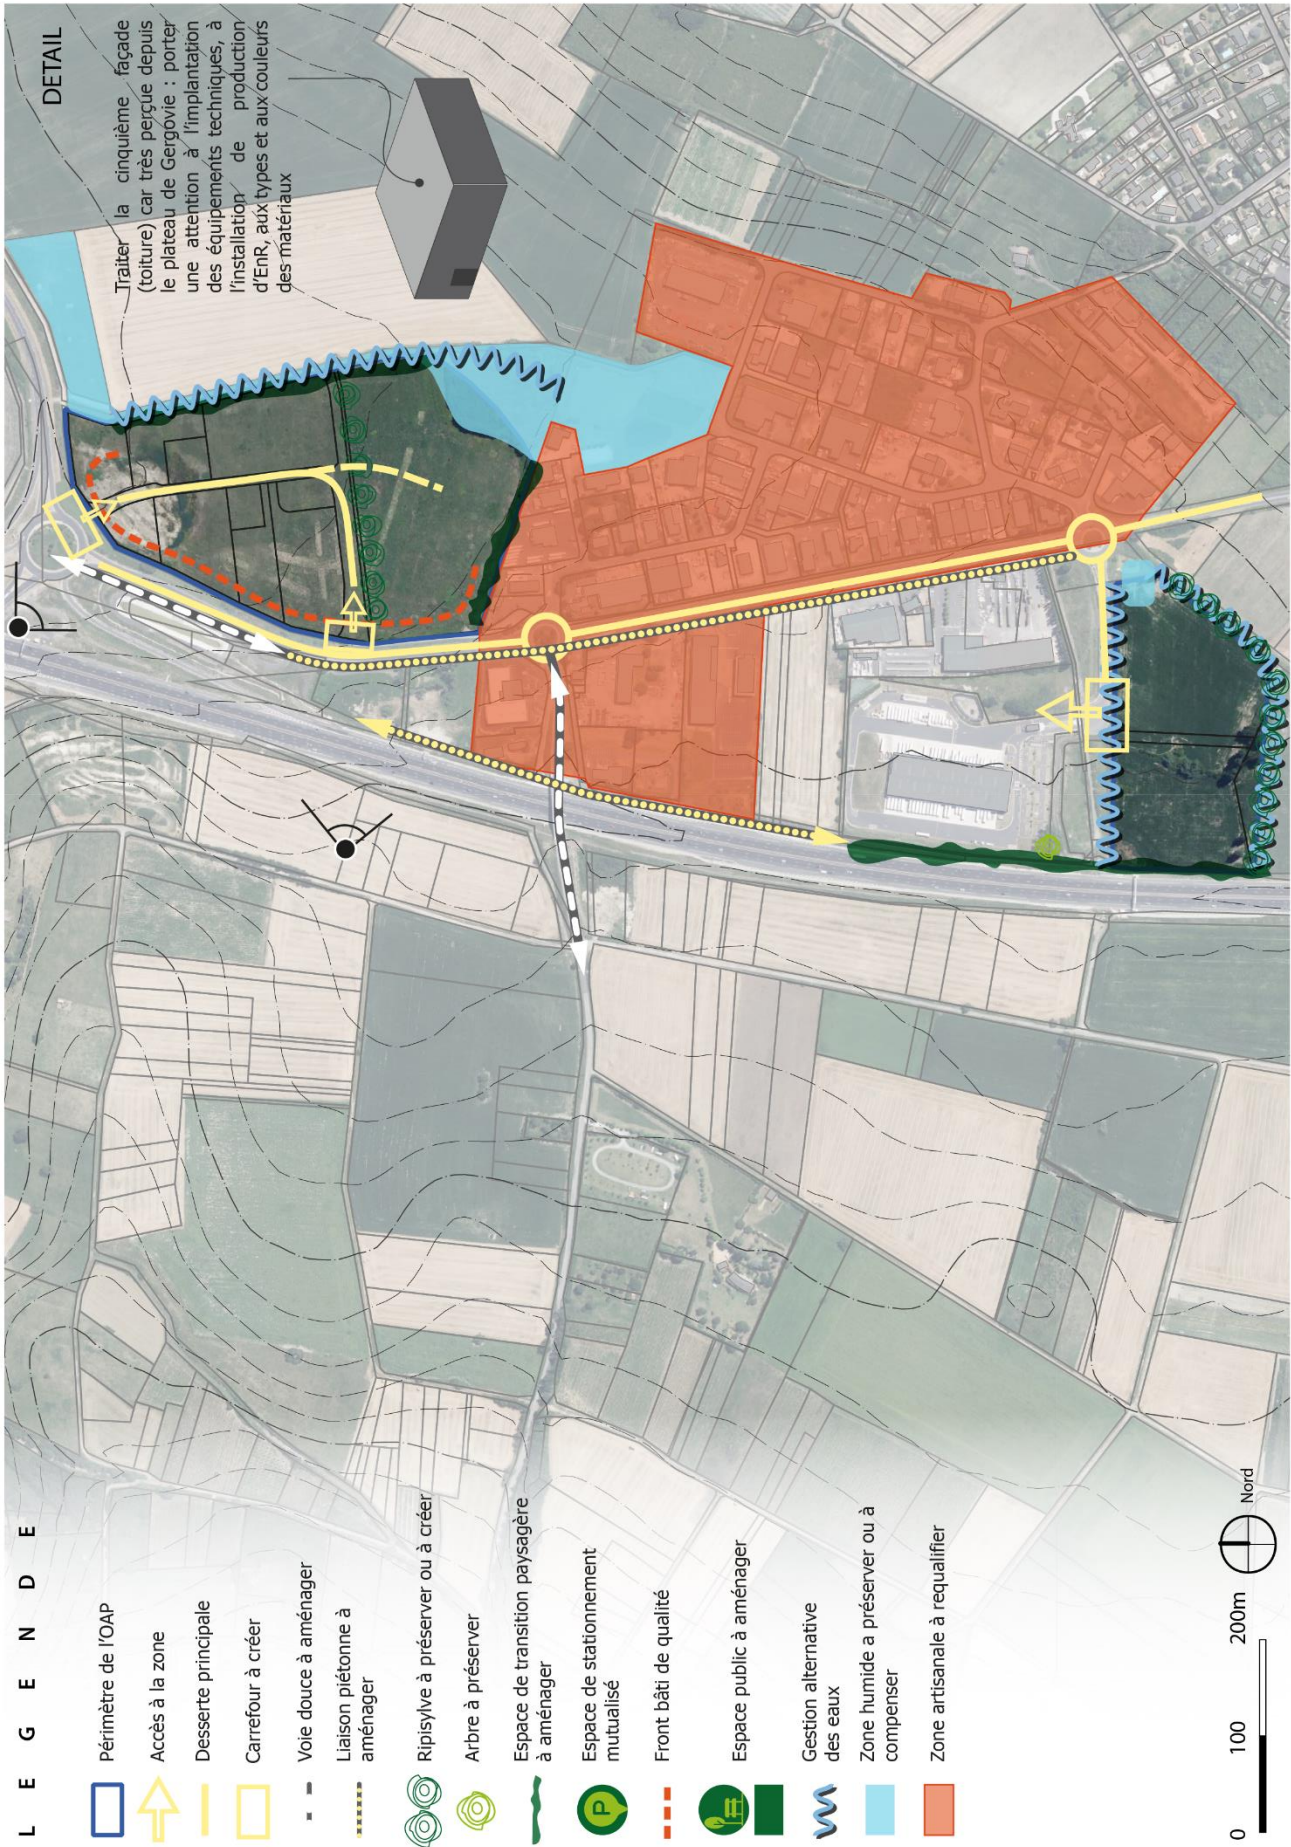 DETAIL
Traiter la cinquième façade
(toiture) car très perçue depuis
le plateau de Gergovie : porter
une attention à l'implantation
des équipements techniques, à
l'installation de production
d'EnR, aux types et aux couleurs
des matériaux
LEGENDE
Périmètre de l'OAP
Accès à la zone
Desserte principale
Carrefour à créer
Voie douce à aménager
Liaison piétonne à
aménager
Ripisylve à préserver ou à créer
Arbre à préserver
Espace de transition paysagère
à aménager
P
Espace de stationnement
mutualisé
Front bâti de qualité
Espace public à aménager
Gestion alternative
des eaux
Zone humide a préserver ou à
compenser
Zone artisanale à requalifier
0 100 200m
Nord